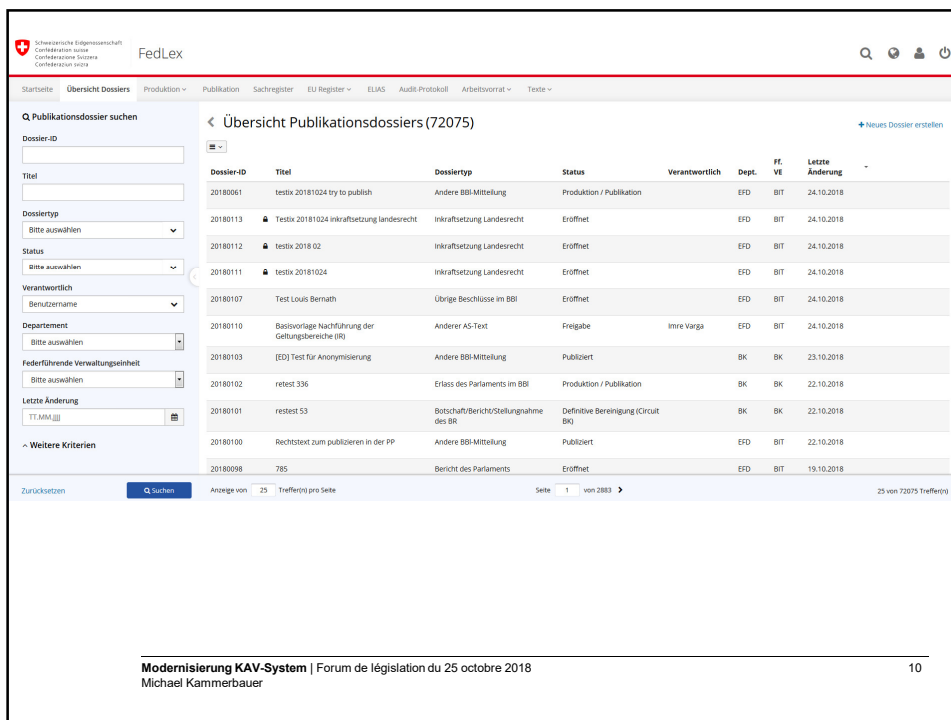 Schweizerische Eidgenossenschaft
Confédération suisse
Confederazione Svizzera
Confederaziun svizra
FedLex
Startseite Übersicht Dossiers Produktion Publikation Sachregister EU Register ELIAS Audit-Protokoll Arbeitsvorrat Texte
Publikationsdossier suchen
Dossier-ID
Titel
Dossiertyp
Bitte auswählen
Status
Bitte auswählen
Verantwortlich
Benutzername
Departement
Bitte auswählen
Federführende Verwaltungseinheit
Bitte auswählen
Letzte Änderung
TT.MM.JJJJ
Weitere Kriterien
Zurücksetzen Suchen
Übersicht Publikationsdossiers (72075)
+ Neues Dossier erstellen
Dossier-ID Titel Dossiertyp Status Verantwortlich Dept. Ff. VE Letzte Änderung
20180061 testix 20181024 try to publish Andere BBl-Mitteilung Produktion / Publikation EFD BIT 24.10.2018
20180113 Testix 20181024 inkraftsetzung landesrecht Inkraftsetzung Landesrecht Eröffnet EFD BIT 24.10.2018
20180112 testix 2018 02 Inkraftsetzung Landesrecht Eröffnet EFD BIT 24.10.2018
20180111 testix 20181024 Inkraftsetzung Landesrecht Eröffnet EFD BIT 24.10.2018
20180107 Test Louis Bernath Übrige Beschlüsse im BBl Eröffnet EFD BIT 24.10.2018
20180110 Basisvorlage Nachführung der Anderer AS-Text Freigabe Imre Varga EFD BIT 24.10.2018
Geltungsbereiche (IR)
20180103 [ED] Test für Anonymisierung Andere BBl-Mitteilung Publiziert BK BK 23.10.2018
20180102 retest 336 Erlass des Parlaments im BBl Produktion / Publikation BK BK 22.10.2018
20180101 restest 53 Botschaft/Bericht/Stellungnahme Definitive Bereinigung (Circuit BK BK 22.10.2018
des BR BK)
20180100 Rechtstext zum publizieren in der PP Andere BBl-Mitteilung Publiziert EFD BIT 22.10.2018
20180098 785 Bericht des Parlaments Eröffnet EFD BIT 19.10.2018
Anzeige von 25 Treffer(n) pro Seite Seite 1 von 2883 25 von 72075 Treffer(n)
Modernisierung KAV-System | Forum de législation du 25 octobre 2018 10
Michael Kammerbauer